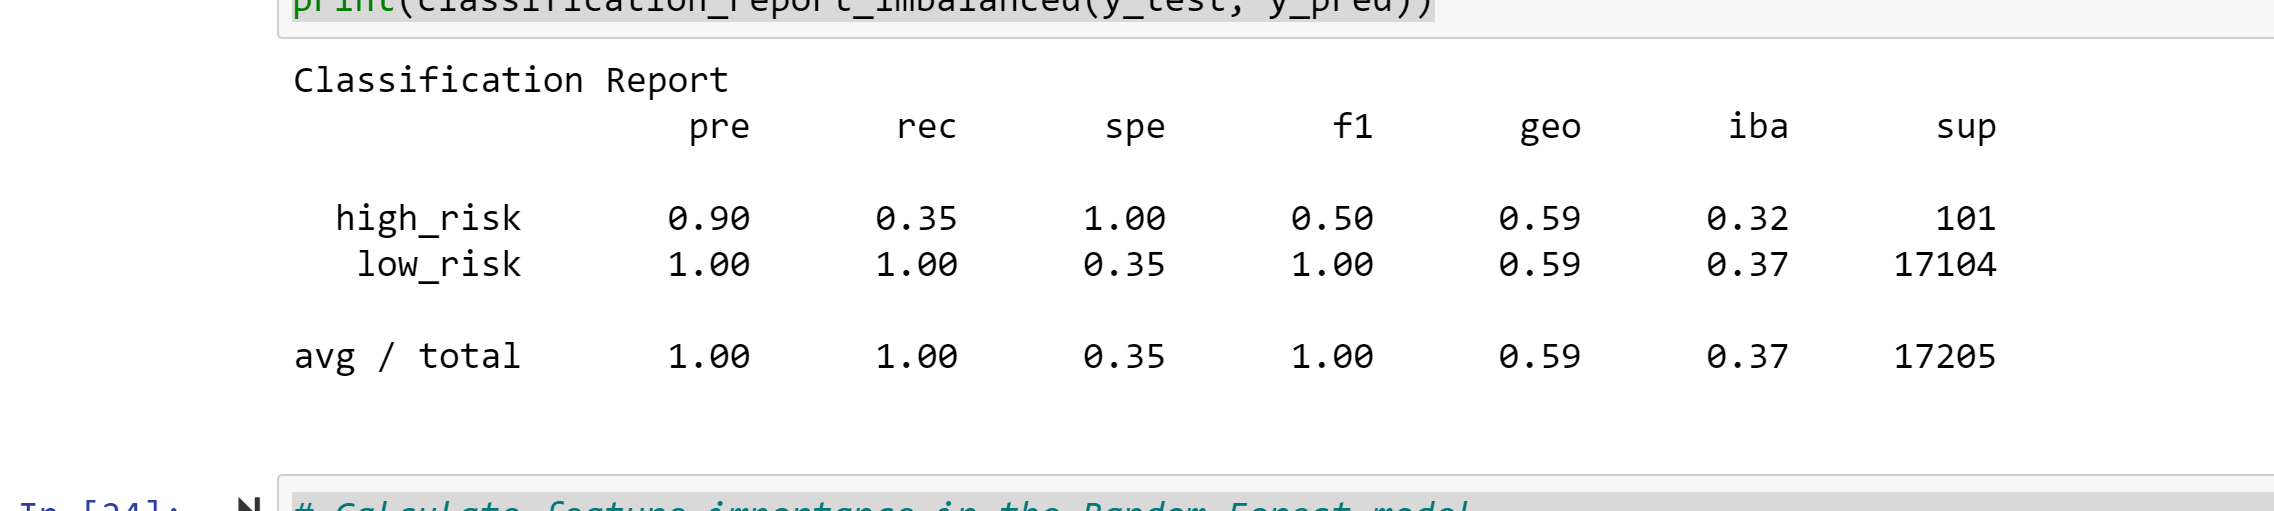 print(classification_report_imbalanced(y_test, y_pred))
Classification Report
pre rec spe f1 geo iba sup
high_risk 0.90 0.35 1.00 0.50 0.59 0.32 101
low_risk 1.00 1.00 0.35 1.00 0.59 0.37 17104
avg / total 1.00 1.00 0.35 1.00 0.59 0.37 17205
In [24]:
# Calculate feature importance in the Random Forest model